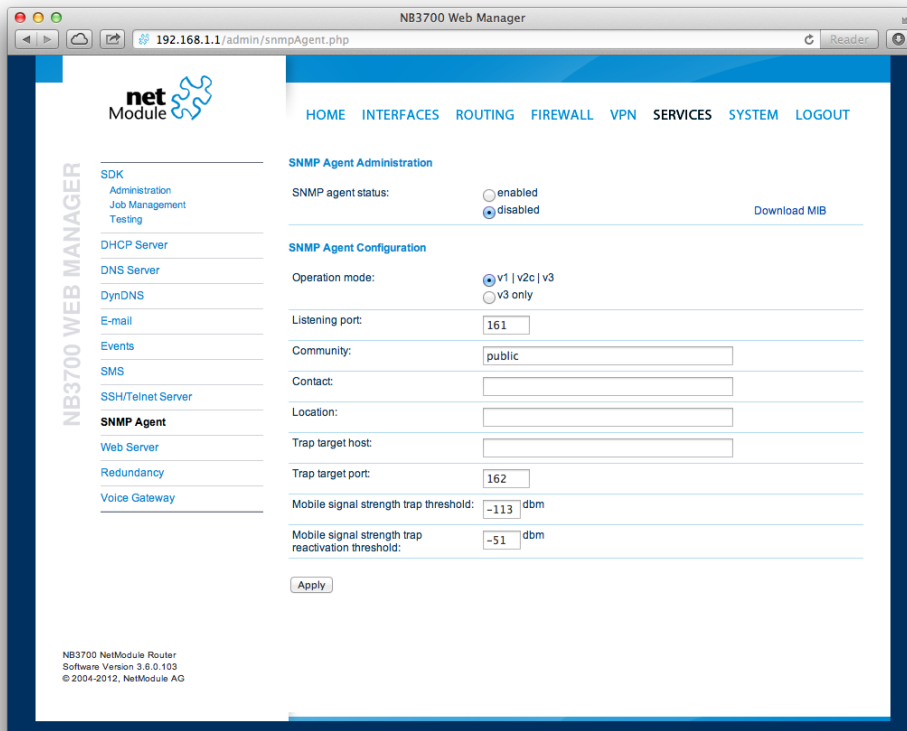 NB3700 Web Manager
192.168.1.1/admin/snmpAgent.php
Reader
net
Module
HOME INTERFACES ROUTING FIREWALL VPN SERVICES SYSTEM LOGOUT
NB3700 WEB MANAGER
SDK
Administration
Job Management
Testing
DHCP Server
DNS Server
DynDNS
E-mail
Events
SMS
SSH/Telnet Server
SNMP Agent
Web Server
Redundancy
Voice Gateway
SNMP Agent Administration
SNMP agent status: enabled
disabled Download MIB
SNMP Agent Configuration
Operation mode: v1 | v2c | v3
v3 only
Listening port: 161
Community: public
Contact:
Location:
Trap target host:
Trap target port: 162
Mobile signal strength trap threshold: -113 dbm
Mobile signal strength trap
reactivation threshold: -51 dbm
Apply
NB3700 NetModule Router
Software Version 3.6.0.103
© 2004-2012, NetModule AG